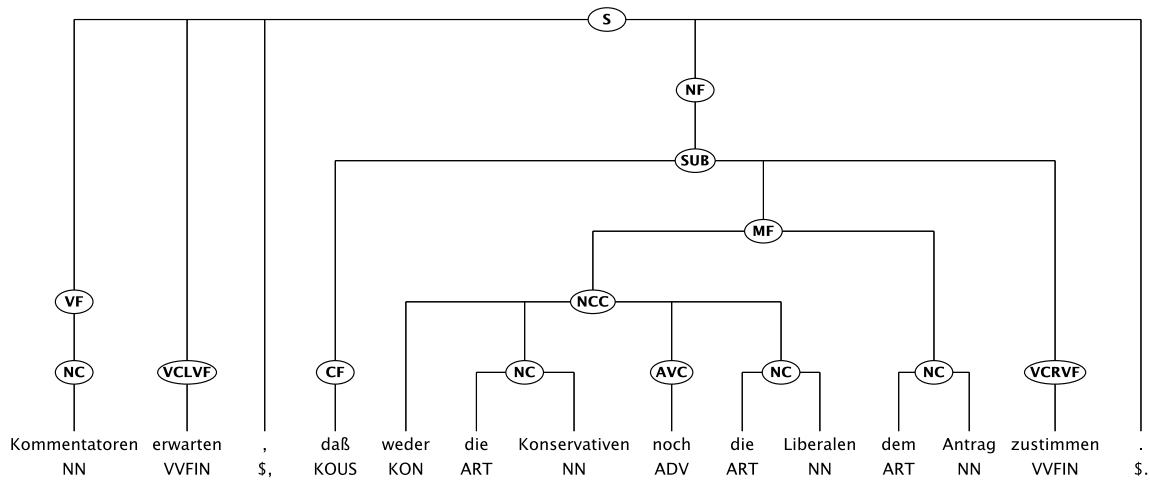 S
NF
SUB
MF
VF NCC
NC VCLVF CF NC AVC NC NC VCRVF
Kommentatoren erwarten , daß weder die Konservativen noch die Liberalen dem Antrag zustimmen .
NN VVFIN $, KOUS KON ART NN ADV ART NN ART NN VVFIN $.